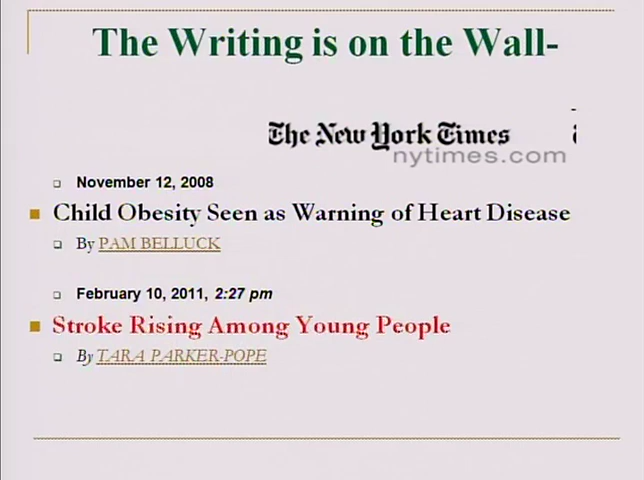 The Writing is on the Wall-
The New York Times
nytimes.com
November 12, 2008
Child Obesity Seen as Warning of Heart Disease
By PAM BELLUCK
February 10, 2011, 2:27 pm
Stroke Rising Among Young People
By TARA PARKER-POPE